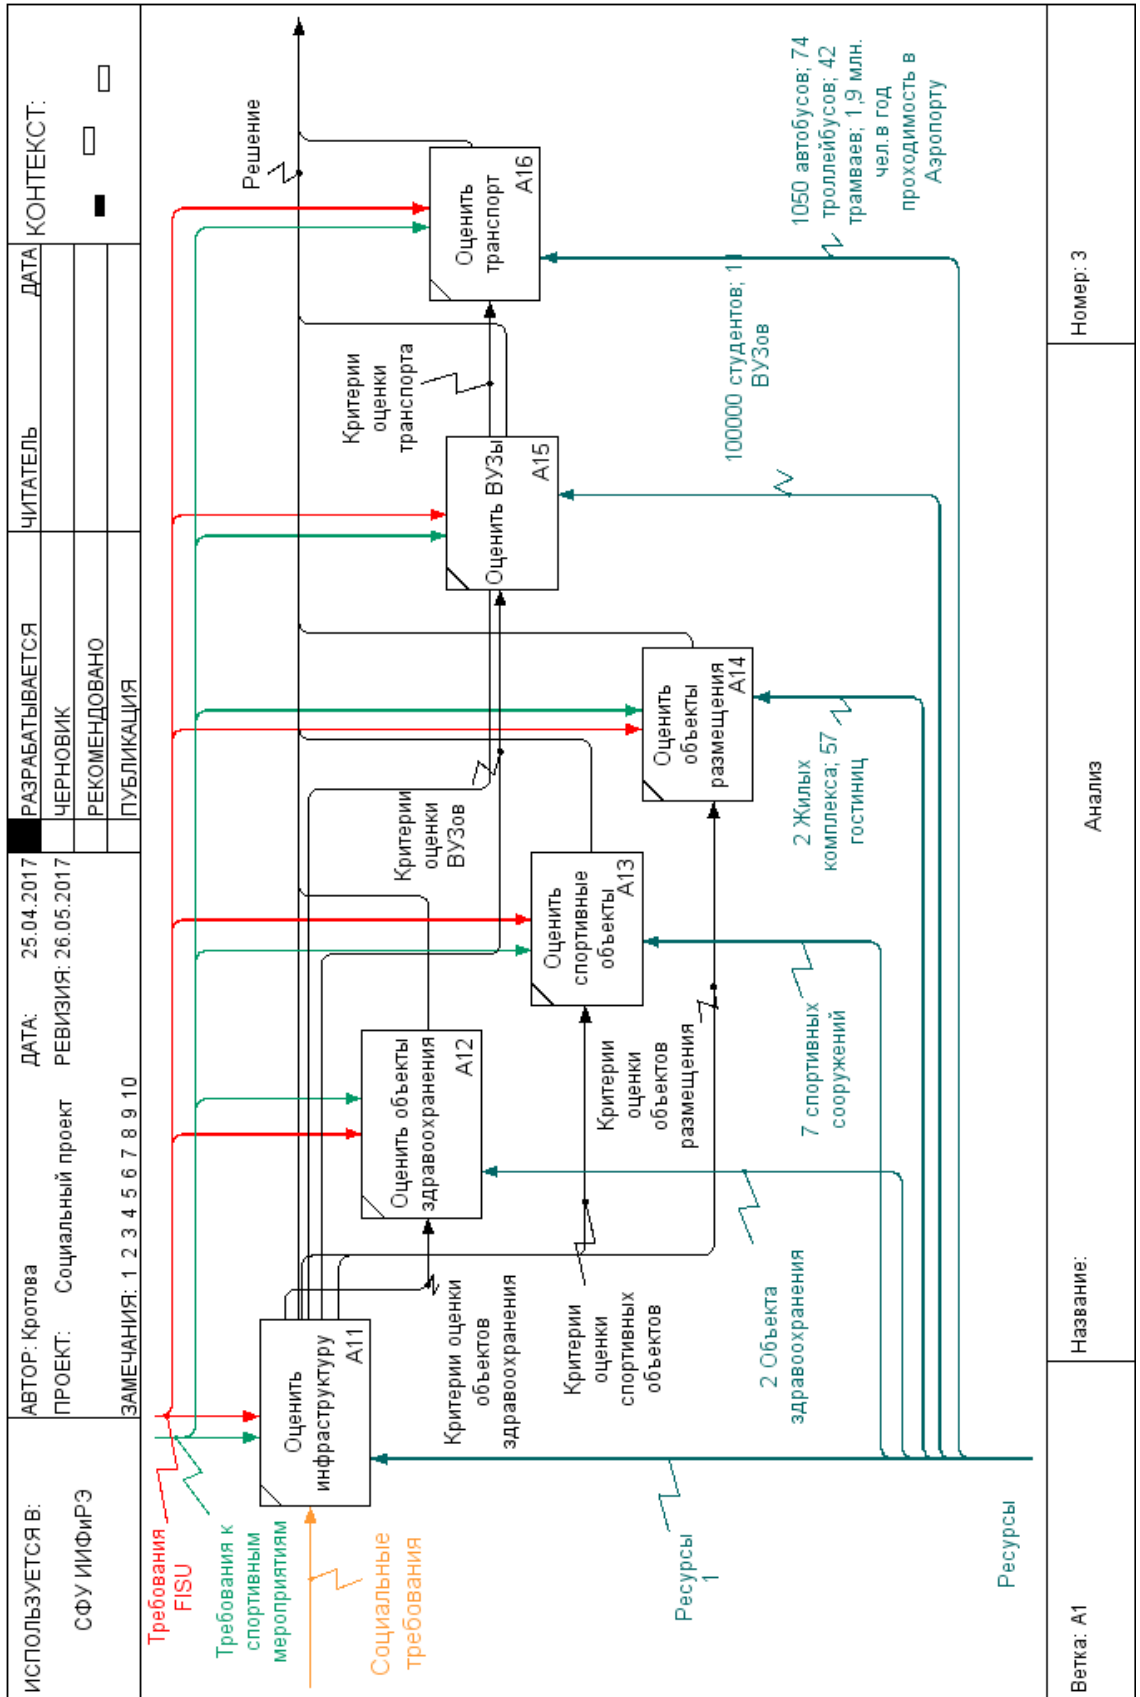 ИСПОЛЬЗУЕТСЯ В:
СФУ ИИФиРЭ
АВТОР: Кротова
ДАТА: 25.04.2017
ПРОЕКТ: Социальный проект
РЕВИЗИЯ: 26.05.2017
ЗАМЕЧАНИЯ: 1 2 3 4 5 6 7 8 9 10
РАЗРАБАТЫВАЕТСЯ
ЧЕРНОВИК
РЕКОМЕНДОВАНО
ПУБЛИКАЦИЯ
ЧИТАТЕЛЬ
ДАТА
КОНТЕКСТ:
Требования
FISU
Требования к
спортивным
мероприятиям
Социальные
требования
Оценить
инфраструктуру
A11
Критерии оценки
объектов
здравоохранения
Оценить объекты
здравоохранения
A12
Критерии
оценки
спортивных
объектов
Оценить
спортивные
объекты
A13
Критерии
оценки
объектов
размещения
Оценить
объекты
размещения
A14
Критерии
оценки
ВУЗов
Оценить ВУЗы
A15
Критерии
оценки
транспорта
Оценить
транспорт
A16
Решение
Ресурсы
1
2 Объекта
здравоохранения
7 спортивных
сооружений
2 Жилых
комплекса; 57
гостиниц
100000 студентов;
ВУЗов
1050 автобусов; 74
троллейбусов; 42
трамваев; 1,9 млн.
чел.в год
проходимость в
Аэропорту
Ресурсы
Ветка: A1
Название:
Анализ
Номер: 3